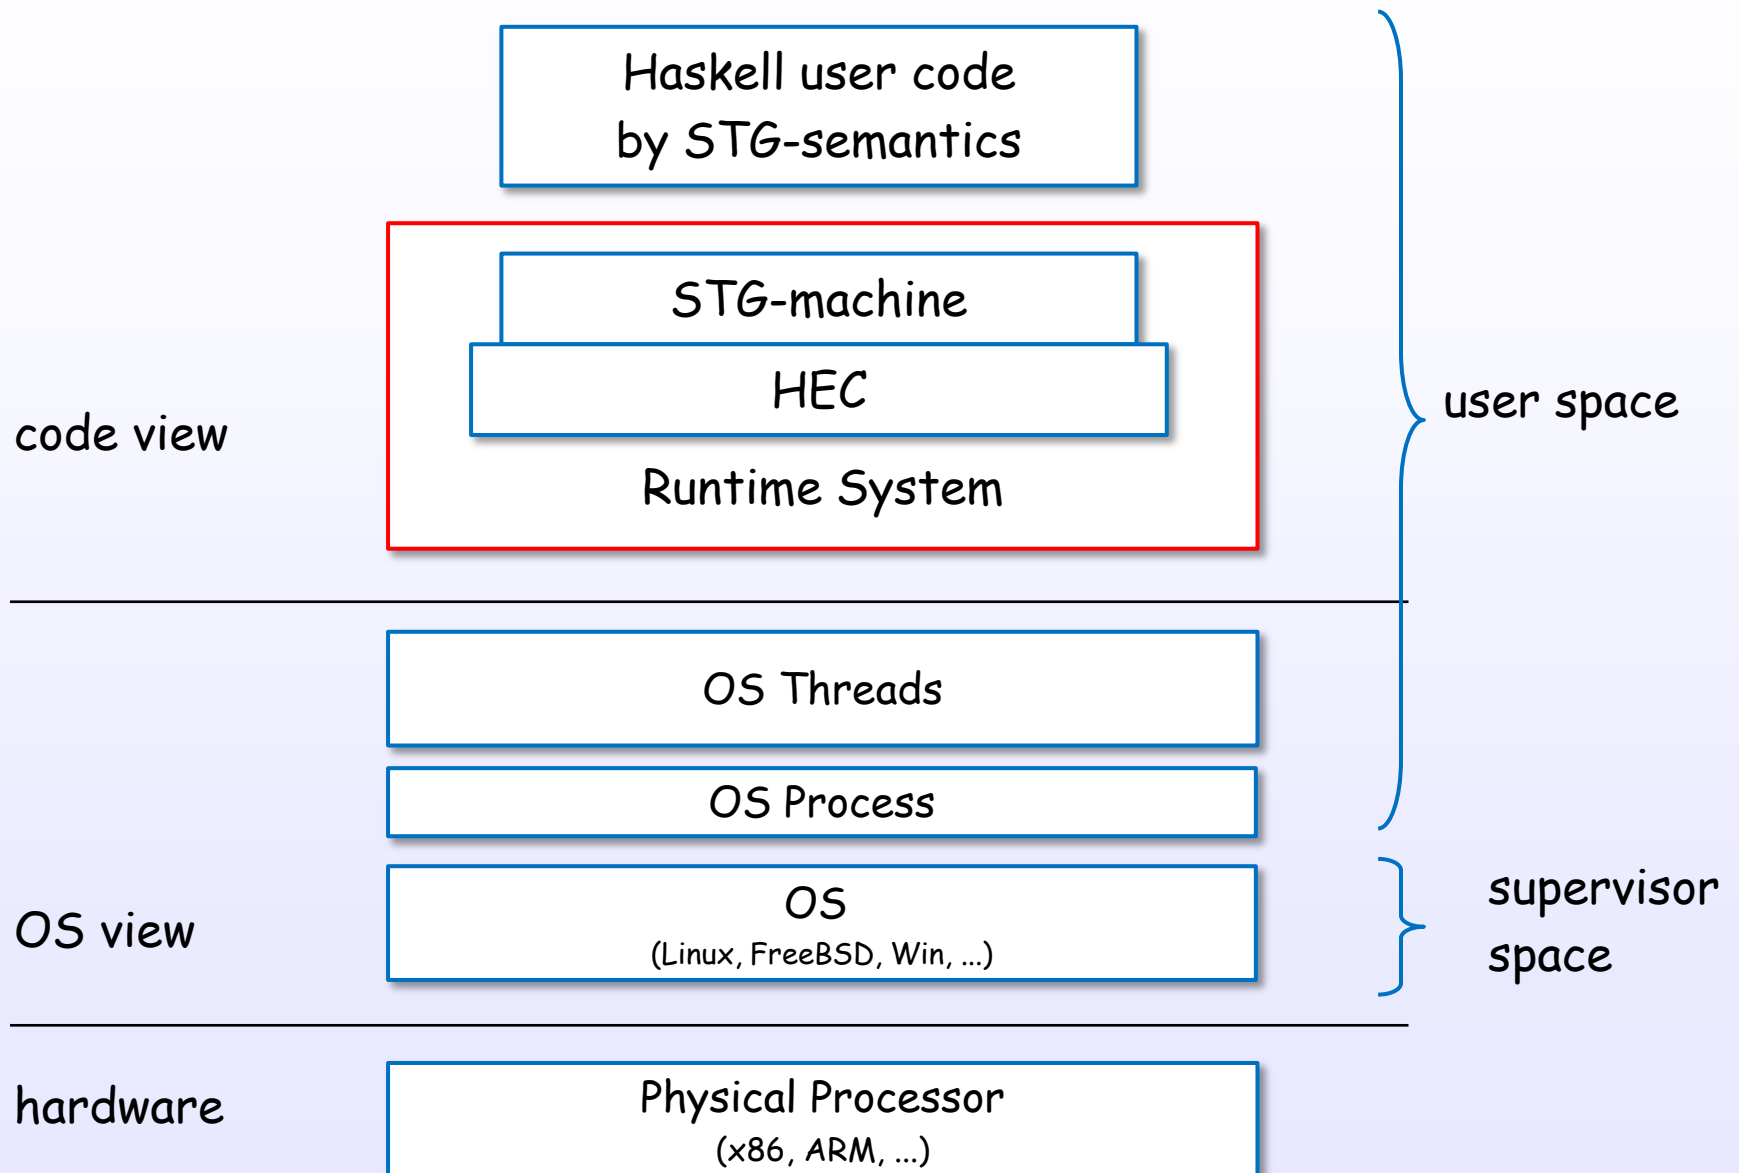 Haskell user code
by STG-semantics
STG-machine
HEC
Runtime System
code view
user space
OS Threads
OS Process
OS
(Linux, FreeBSD, Win, ...)
OS view
supervisor
space
hardware
Physical Processor
(x86, ARM, ...)